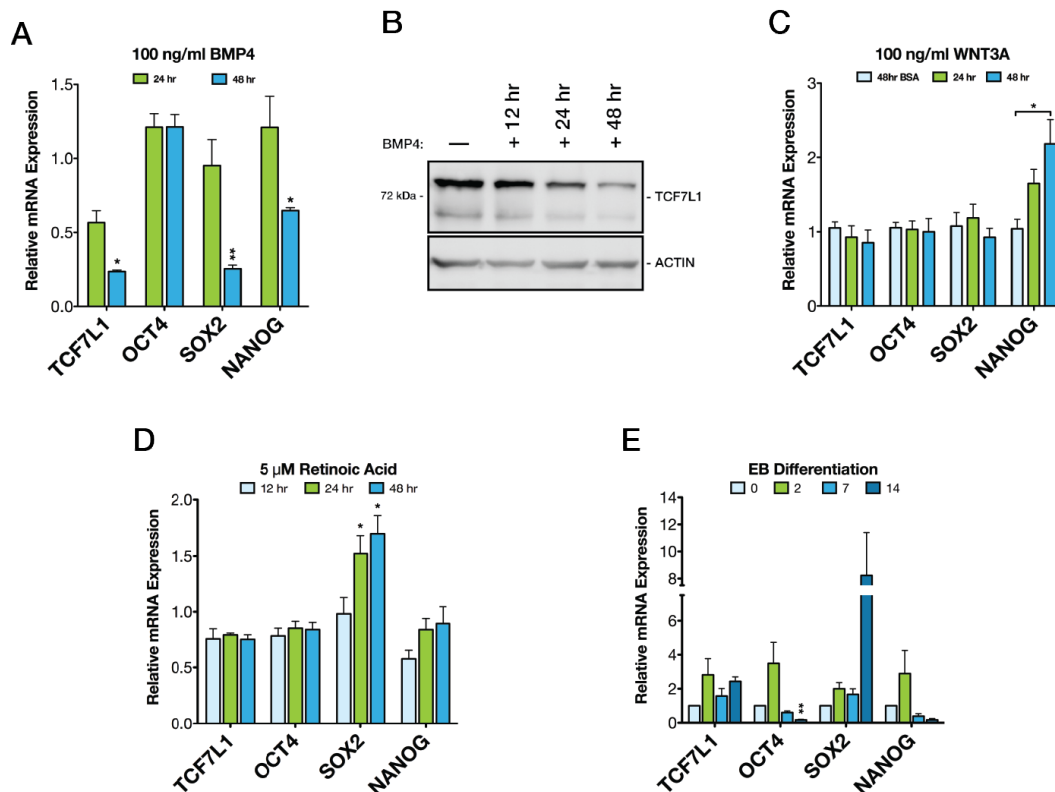 A
100 ng/ml BMP4
24 hr 48 hr
Relative mRNA Expression
1.5
1.0
0.5
0.0
* ** *
TCF7L1 OCT4 SOX2 NANOG
B
BMP4: — + 12 hr + 24 hr + 48 hr
72 kDa -
- TCF7L1
- ACTIN
C
100 ng/ml WNT3A
48hr BSA 24 hr 48 hr
Relative mRNA Expression
3
2
1
0
*
TCF7L1 OCT4 SOX2 NANOG
D
5 µM Retinoic Acid
12 hr 24 hr 48 hr
Relative mRNA Expression
2.0
1.5
1.0
0.5
0.0
* *
TCF7L1 OCT4 SOX2 NANOG
E
EB Differentiation
0 2 7 14
Relative mRNA Expression
14
12
10
8
6
4
2
0
**
TCF7L1 OCT4 SOX2 NANOG